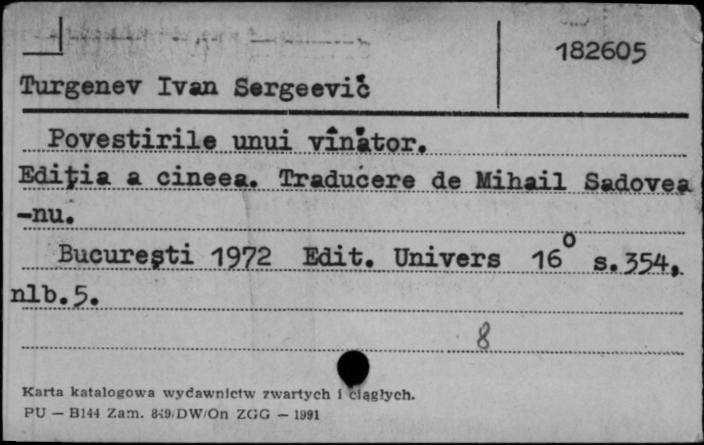 182605
Turgenev Ivan Sergeevič
Povestirile unui vînător.
Ediţia a cineea. Traducere de Mihail Sadovea
-nu.
Bucureşti 1972 Edit. Univers 16⁰ s.354,
nlb.5.
8
Karta katalogowa wydawnictw zwartych i ciągłych.
PU — B144 Zam. 849/DW/On ZGG — 1991